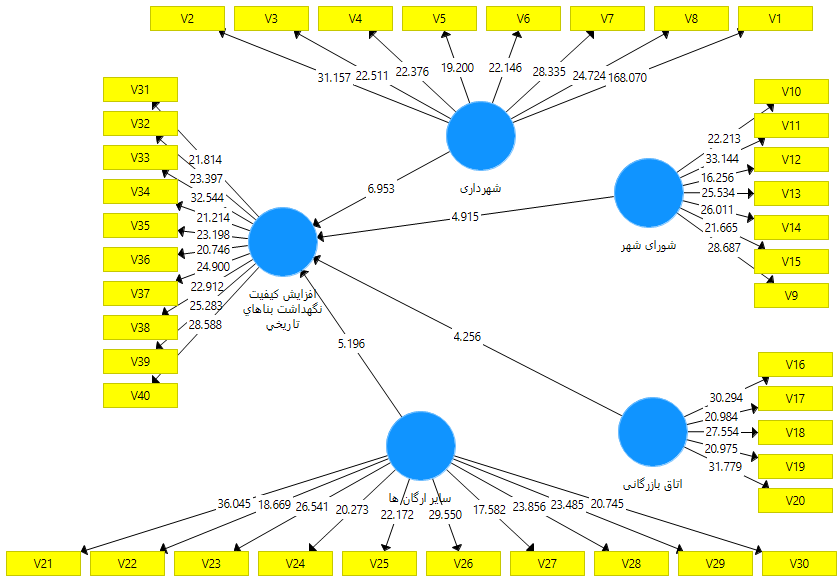 V2
V3
V4
V5
V6
V7
V8
V1
31.157
22.511
22.376
19.200
22.146
28.335
24.724
168.070
شهرداری
V31
V32
V33
V34
V35
V36
V37
V38
V39
V40
21.814
23.397
32.544
21.214
23.198
20.746
24.900
22.912
25.283
28.588
افزایش کیفیت
نگهداشت بناهاي
تاریخي
6.953
4.915
4.256
5.196
V10
V11
V12
V13
V14
V15
V9
22.213
33.144
16.256
25.534
26.011
21.665
28.687
شورای شهر
V16
V17
V18
V19
V20
30.294
20.984
27.554
20.975
31.779
اتاق بازرگانی
سایر ارگان ها
36.045
18.669
26.541
20.273
22.172
29.550
17.582
23.856
23.485
20.745
V21
V22
V23
V24
V25
V26
V27
V28
V29
V30